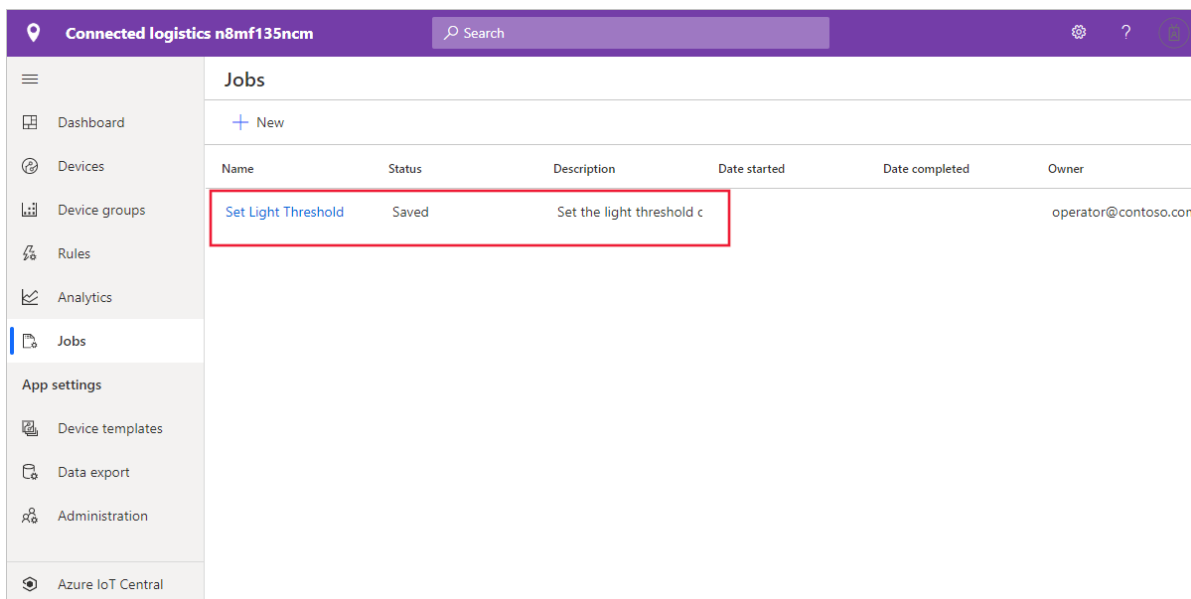 Connected logistics n8mf135ncm
Search
?
Jobs
Dashboard
New
Devices
Name Status Description Date started Date completed Owner
Device groups
Set Light Threshold Saved Set the light threshold c operator@contoso.com
Rules
Analytics
Jobs
App settings
Device templates
Data export
Administration
Azure IoT Central